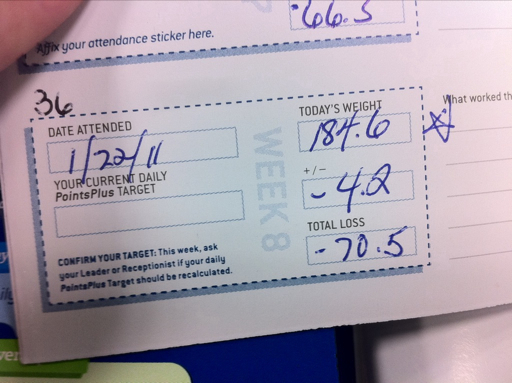 -66.3
Affix your attendance sticker here.
36
DATE ATTENDED
1/22/11
YOUR CURRENT DAILY
PointsPlus TARGET
CONFIRM YOUR TARGET: This week, ask
your Leader or Receptionist if your daily
PointsPlus Target should be recalculated.
WEEK 8
TODAY'S WEIGHT
184.6
+/−
-4.2
TOTAL LOSS
-70.5
What worked th